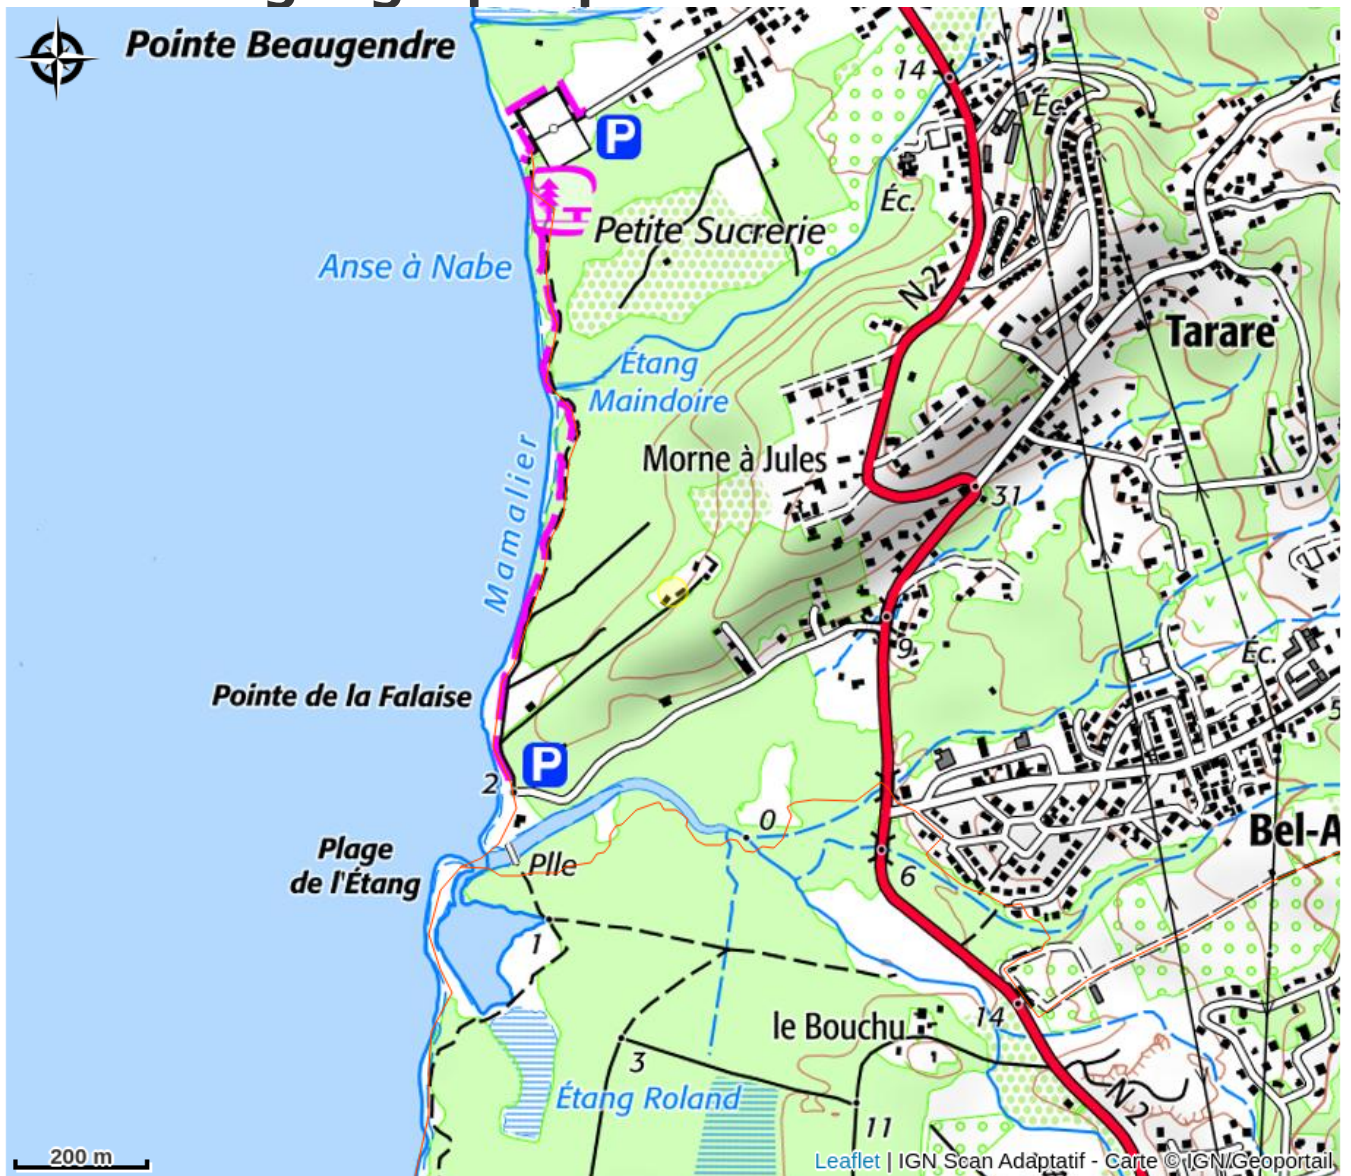 Pointe Beaugendre
14
Éc.
P
Éc.
Petite Sucrerie
Anse à Nabe
N 2
Tarare
Étang
Maindoire
Morne à Jules
31
Mamalier
9
Éc.
Pointe de la Falaise
5
P
2
0
Bel-A
Plage
de l'Étang
Plle
6
1
14
le Bouchu
3
Étang Roland
N 2
11
200 m
Leaflet | IGN Scan Adaptatif - Carte © IGN/Geoportail